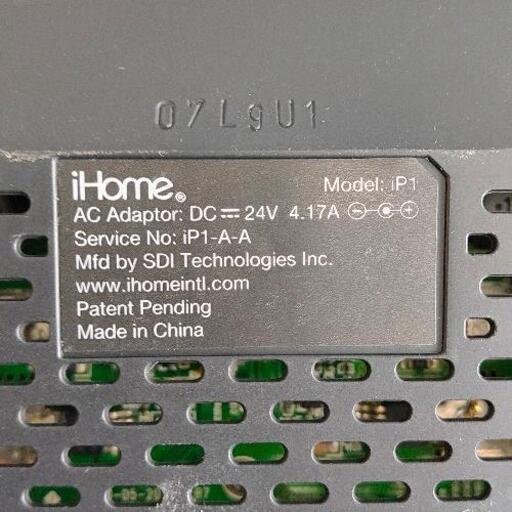 07L9U1
iHome®
Model: iP1
AC Adaptor: DC ⎓ 24V 4.17A
Service No: iP1-A-A
Mfd by SDI Technologies Inc.
www.ihomeintl.com
Patent Pending
Made in China